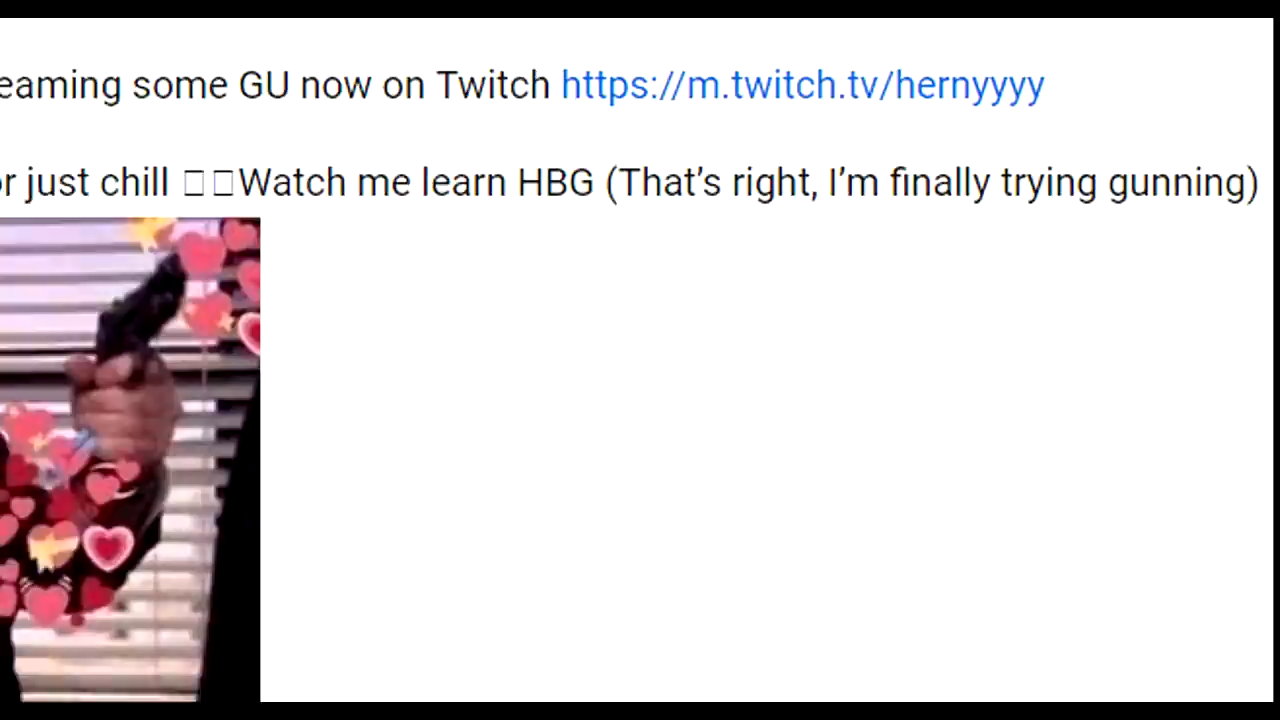 eaming some GU now on Twitch https://m.twitch.tv/hernyyyy
r just chill □□Watch me learn HBG (That’s right, I’m finally trying gunning)